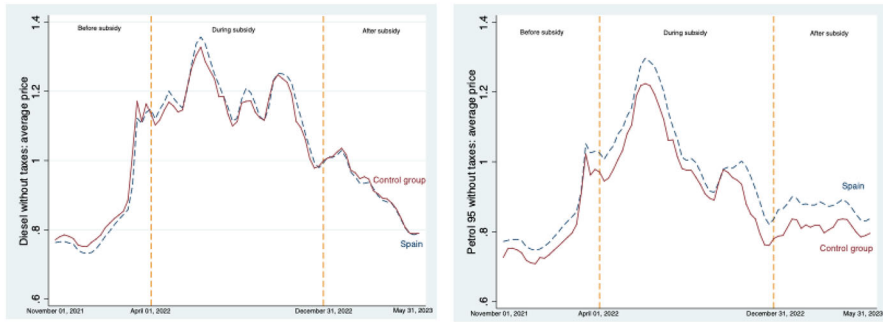 Diesel without taxes: average price
1.4
1.2
1
.8
.6
Before subsidy
During subsidy
After subsidy
Control group
Spain
November 01, 2021
April 01, 2022
December 31, 2022
May 31, 2023
Petrol 95 without taxes: average price
1.4
1.2
1
.8
.6
Before subsidy
During subsidy
After subsidy
Spain
Control group
November 01, 2021
April 01, 2022
December 31, 2022
May 31, 2023